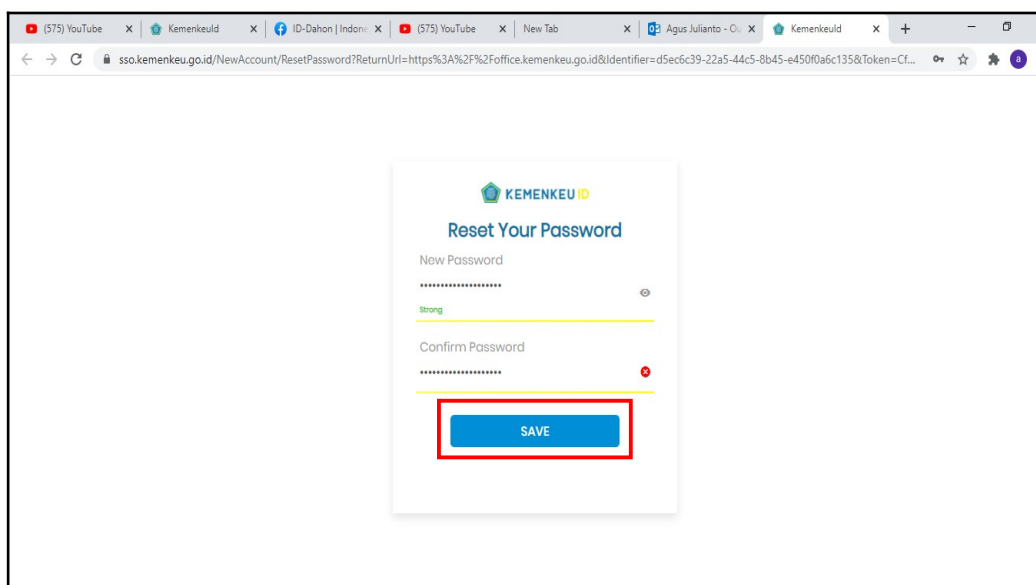 (575) YouTube
KemenkeuId
ID-Dahon | Indone
(575) YouTube
New Tab
Agus Julianto - Ou
KemenkeuId
sso.kemenkeu.go.id/NewAccount/ResetPassword?ReturnUrl=https%3A%2F%2Foffice.kemenkeu.go.id&Identifier=d5ec6c39-22a5-44c5-8b45-e450f0a6c135&Token=Cf...
a
KEMENKEU ID
Reset Your Password
New Password
••••••••••••••••••••
Strong
Confirm Password
••••••••••••••••••••
SAVE